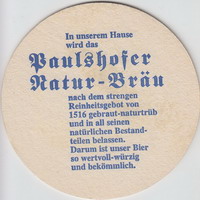 In unserem Hause
wird das
Paulshofer
Natur-Bräu
nach dem strengen
Reinheitsgebot von
1516 gebraut-naturtrüb
und in all seinen
natürlichen Bestand-
teilen belassen.
Darum ist unser Bier
so wertvoll-würzig
und bekömmlich.